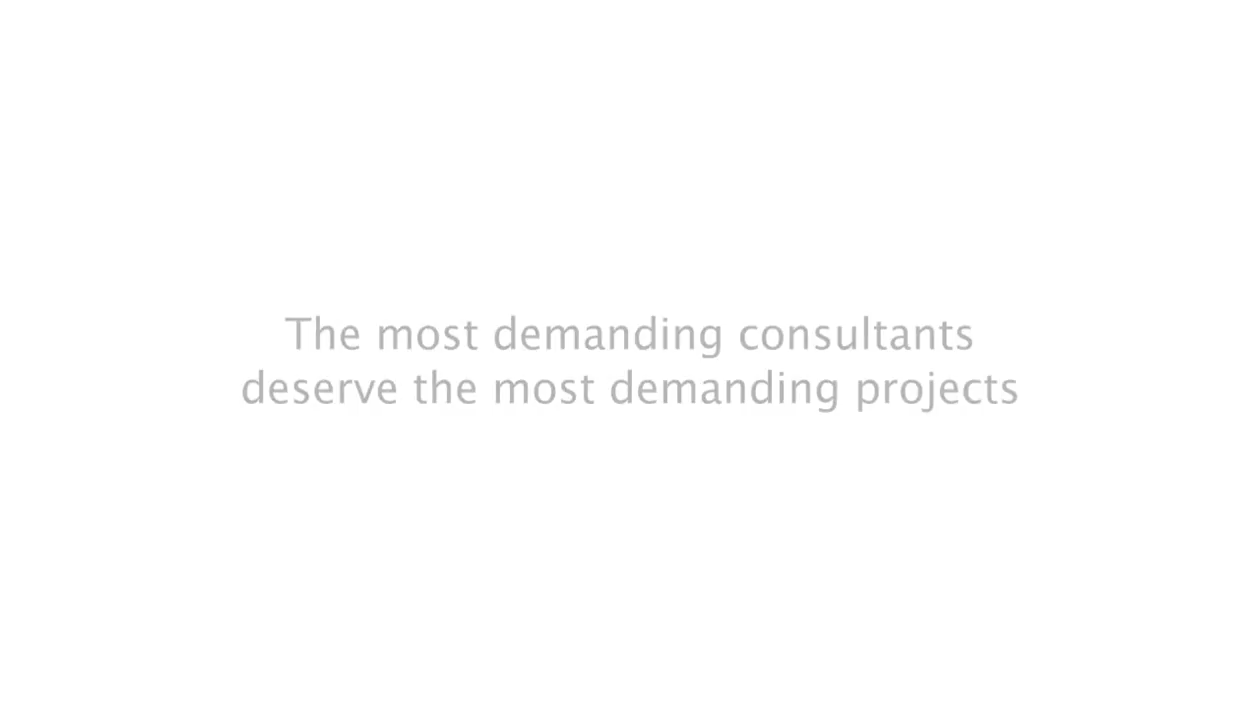 The most demanding consultants
deserve the most demanding projects